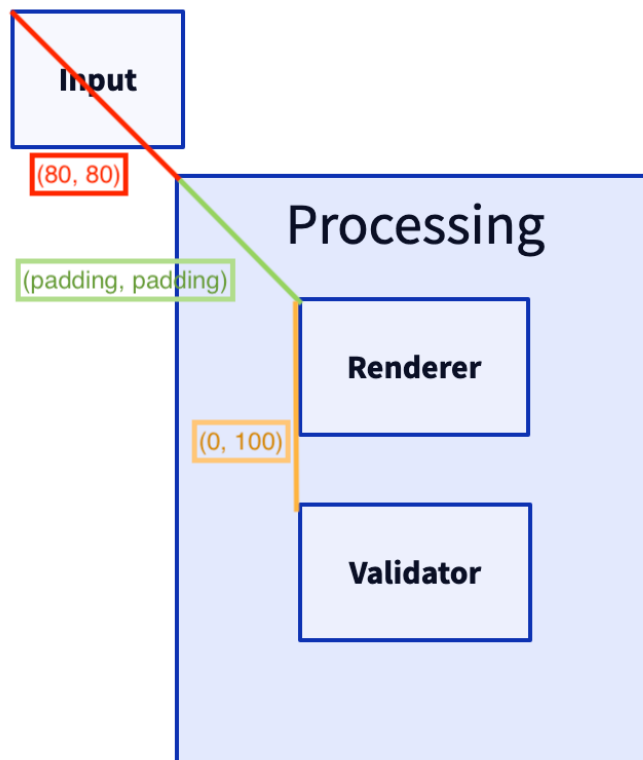 Input
(80, 80)
Processing
(padding, padding)
Renderer
(0, 100)
Validator